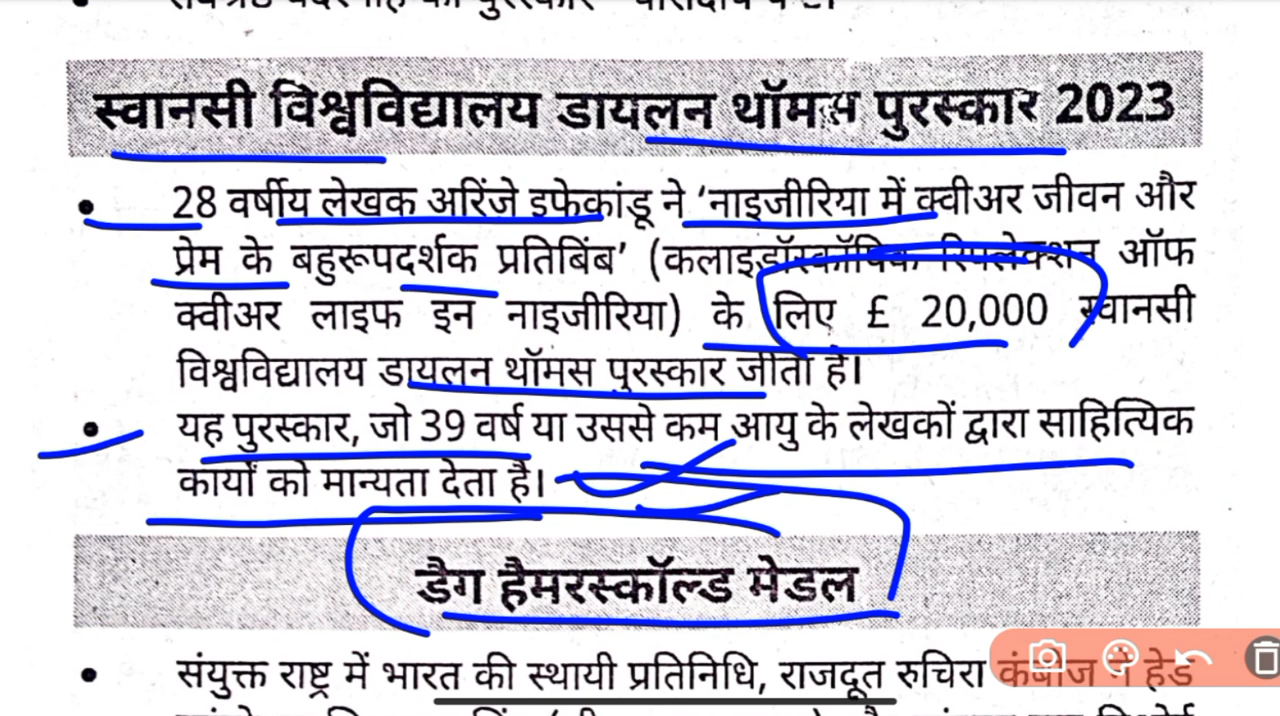 स्वानसी विश्वविद्यालय डायलन थॉमस पुरस्कार 2023
• 28 वर्षीय लेखक अरिंजे इफेकांडू ने ‘नाइजीरिया में क्वीअर जीवन और
प्रेम के बहुरूपदर्शक प्रतिबिंब’ (कलाइडॉस्कॉपिक रिफ्लेक्शन ऑफ
क्वीअर लाइफ इन नाइजीरिया) के लिए £ 20,000 स्वानसी
विश्वविद्यालय डायलन थॉमस पुरस्कार जीता है।
• यह पुरस्कार, जो 39 वर्ष या उससे कम आयु के लेखकों द्वारा साहित्यिक
कार्यों को मान्यता देता है।
डैग हैमरस्कॉल्ड मेडल
• संयुक्त राष्ट्र में भारत की स्थायी प्रतिनिधि, राजदूत रुचिरा कंबोज ने हेड